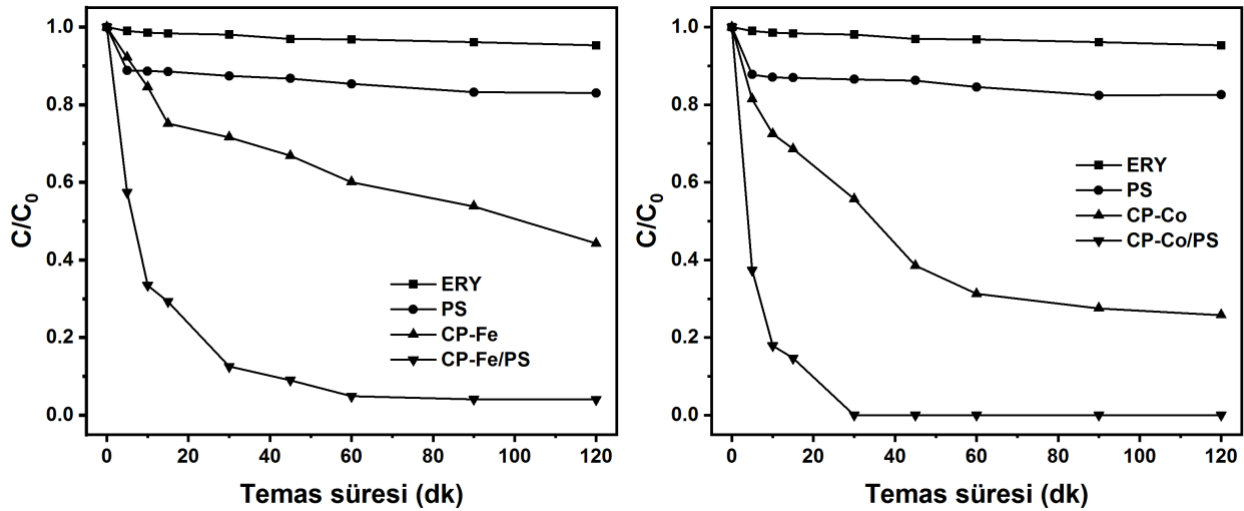 C/C0
1.0
0.8
0.6
0.4
0.2
0.0
ERY
PS
CP-Fe
CP-Fe/PS
0 20 40 60 80 100 120
Temas süresi (dk)
C/C0
1.0
0.8
0.6
0.4
0.2
0.0
ERY
PS
CP-Co
CP-Co/PS
0 20 40 60 80 100 120
Temas süresi (dk)